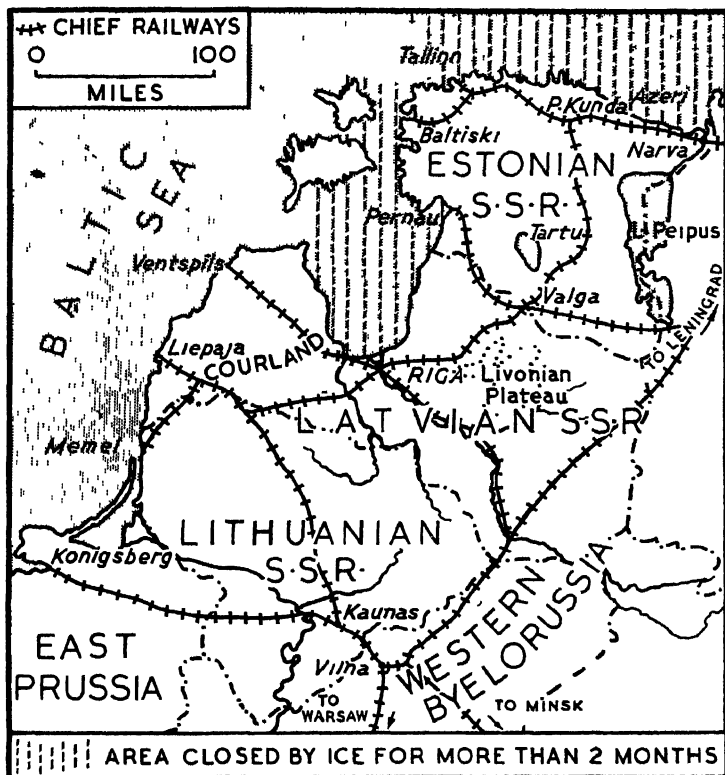 CHIEF RAILWAYS
0 100
MILES
Tallinn
P. Kunda
Azeri
Baltiski
Narva
ESTONIAN
S·S·R·
BALTIC
SEA
Pernau
Tartu
L. Peipus
Ventspils
Valga
TO LENINGRAD
Liepaja
COURLAND
RIGA
Livonian
Plateau
LATVIAN S·S·R
Memel
LITHUANIAN
S·S·R·
Konigsberg
Kaunas
WESTERN
BYELORUSSIA
EAST
PRUSSIA
Vilna
TO
WARSAW
TO MINSK
AREA CLOSED BY ICE FOR MORE THAN 2 MONTHS